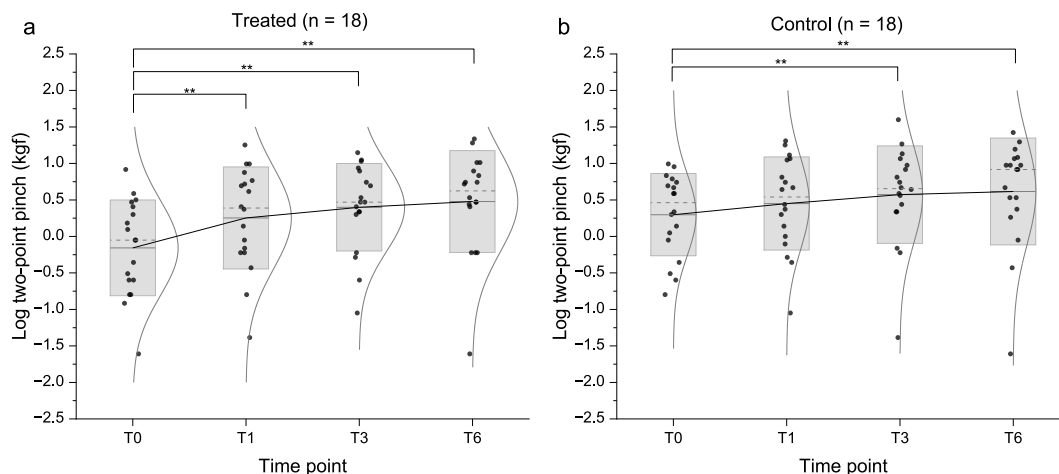 a
Treated (n = 18)
**
**
**
Log two-point pinch (kgf)
2.5
2.0
1.5
1.0
0.5
0.0
−0.5
−1.0
−1.5
−2.0
−2.5
T0 T1 T3 T6
Time point
b
Control (n = 18)
**
**
Log two-point pinch (kgf)
2.5
2.0
1.5
1.0
0.5
0.0
−0.5
−1.0
−1.5
−2.0
−2.5
T0 T1 T3 T6
Time point